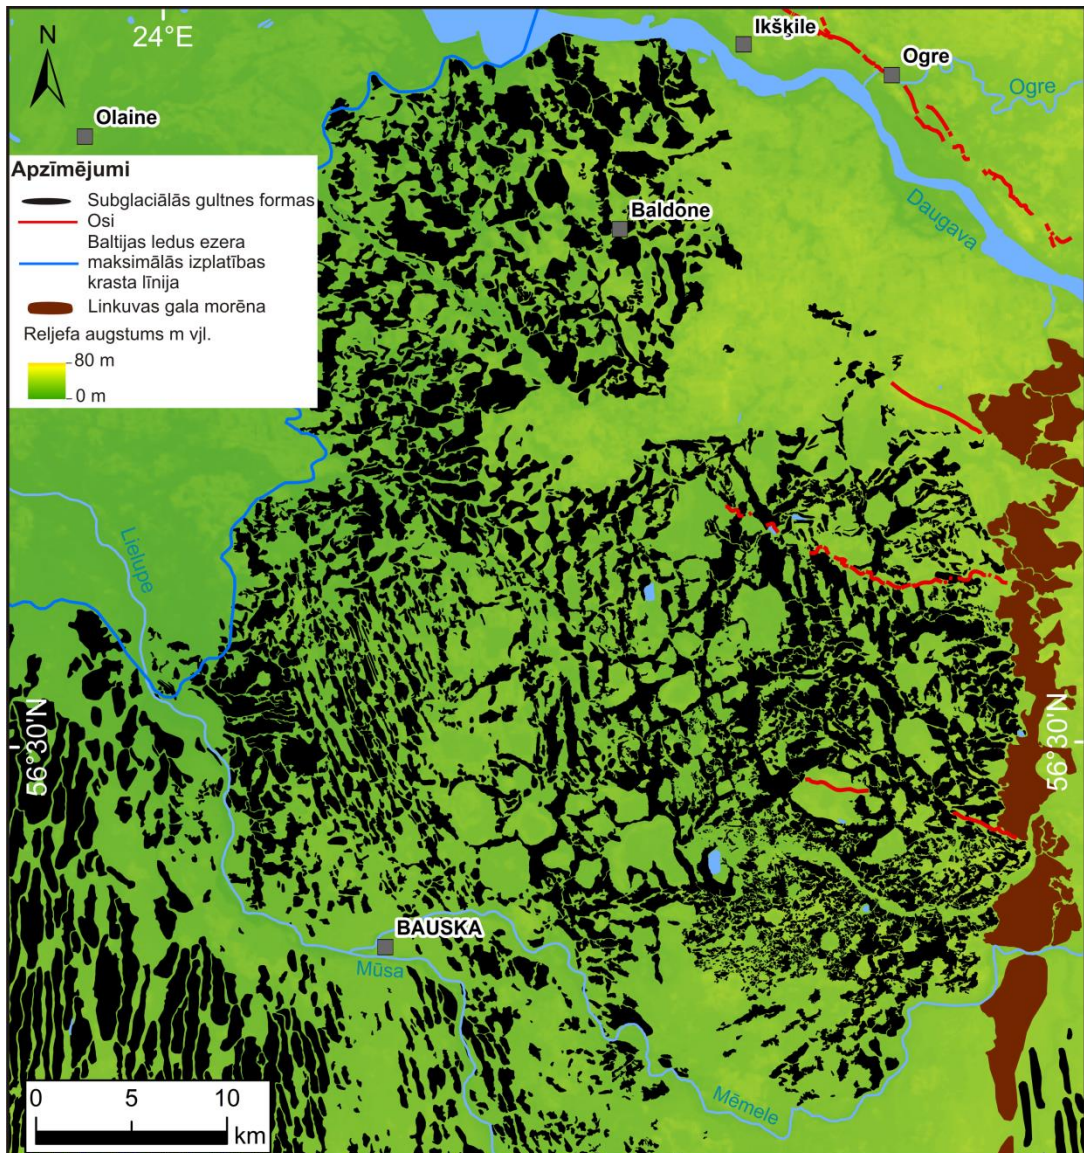 N
24°E
Ikšķile
Ogre
Ogre
Olaine
Apzīmējumi
Subglaciālās gultnes formas
Osi
Baltijas ledus ezera
maksimālās izplatības
krasta līnija
Linkuvas gala morēna
Reljefa augstums m vjl.
80 m
0 m
Baldone
Daugava
Lielupe
56°30'N
56°30'N
BAUSKA
Mūsa
Mēmele
0 5 10
km